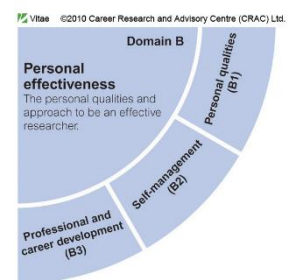 Vitae ©2010 Career Research and Advisory Centre (CRAC) Ltd.
Domain B
Personal
effectiveness
The personal qualities and
approach to be an effective
researcher.
Personal qualities
(B1)
Self-management
(B2)
Professional and
career development
(B3)